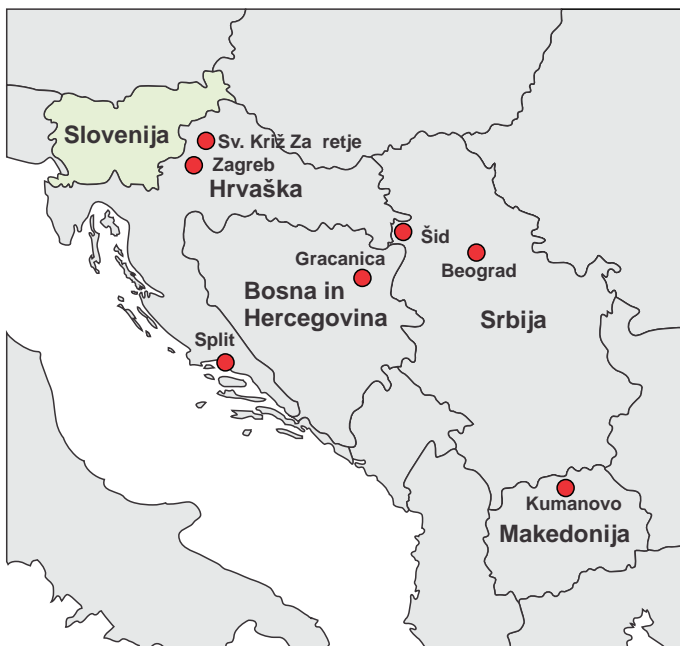 Slovenija
Sv. Križ Za retje
Zagreb
Hrvaška
Šid
Gracanica
Beograd
Bosna in
Hercegovina
Srbija
Split
Kumanovo
Makedonija